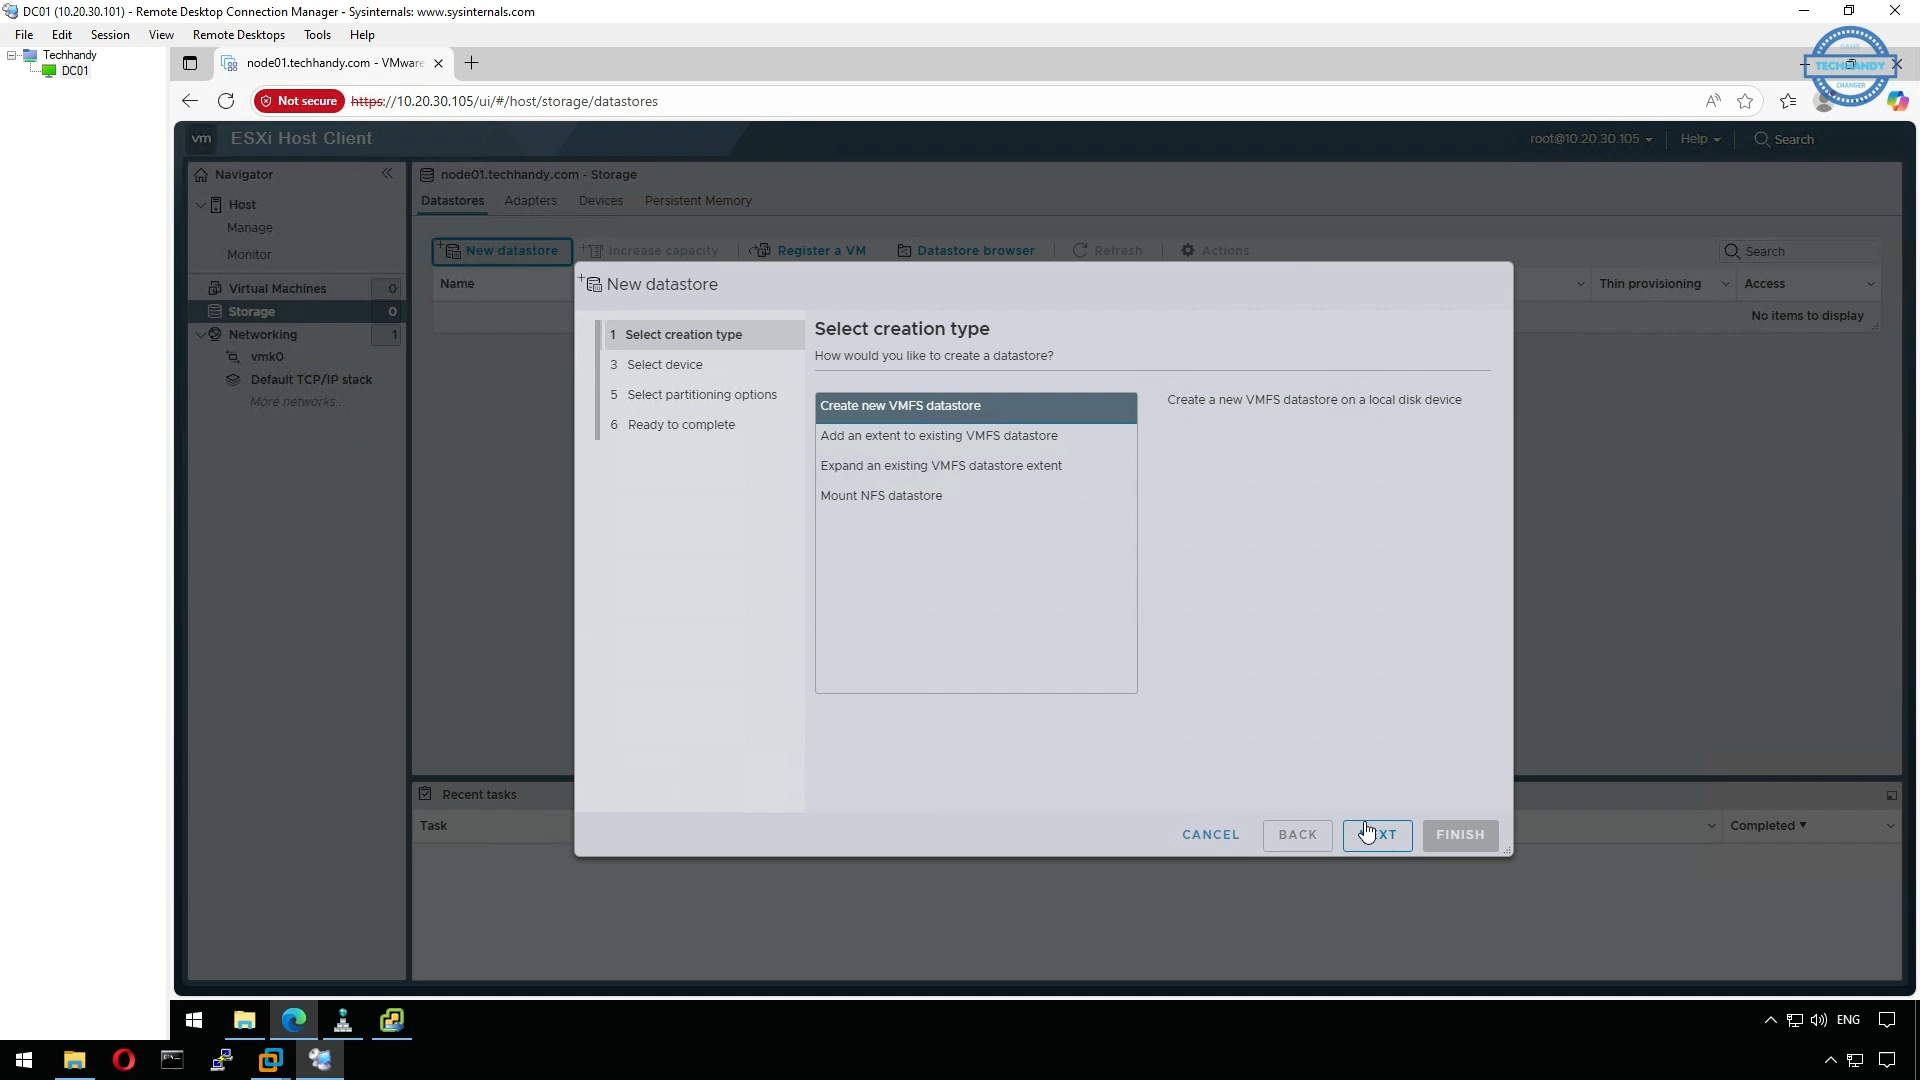 DC01 (10.20.30.101) - Remote Desktop Connection Manager - Sysinternals: www.sysinternals.com
File Edit Session View Remote Desktops Tools Help
Techhandy
DC01
node01.techhandy.com - VMware
GAME
TECHHANDY
CHANGER
Not secure https://10.20.30.105/ui/#/host/storage/datastores
vm ESXi Host Client
root@10.20.30.105 Help Search
Navigator
Host
Manage
Monitor
Virtual Machines 0
Storage 0
Networking 1
vmk0
Default TCP/IP stack
More networks...
node01.techhandy.com - Storage
Datastores Adapters Devices Persistent Memory
New datastore Increase capacity Register a VM Datastore browser Refresh Actions Search
Name Thin provisioning Access
No items to display
New datastore
1 Select creation type
3 Select device
5 Select partitioning options
6 Ready to complete
Select creation type
How would you like to create a datastore?
Create new VMFS datastore
Add an extent to existing VMFS datastore
Expand an existing VMFS datastore extent
Mount NFS datastore
Create a new VMFS datastore on a local disk device
CANCEL BACK FINISH
Recent tasks
Task Completed
ENG